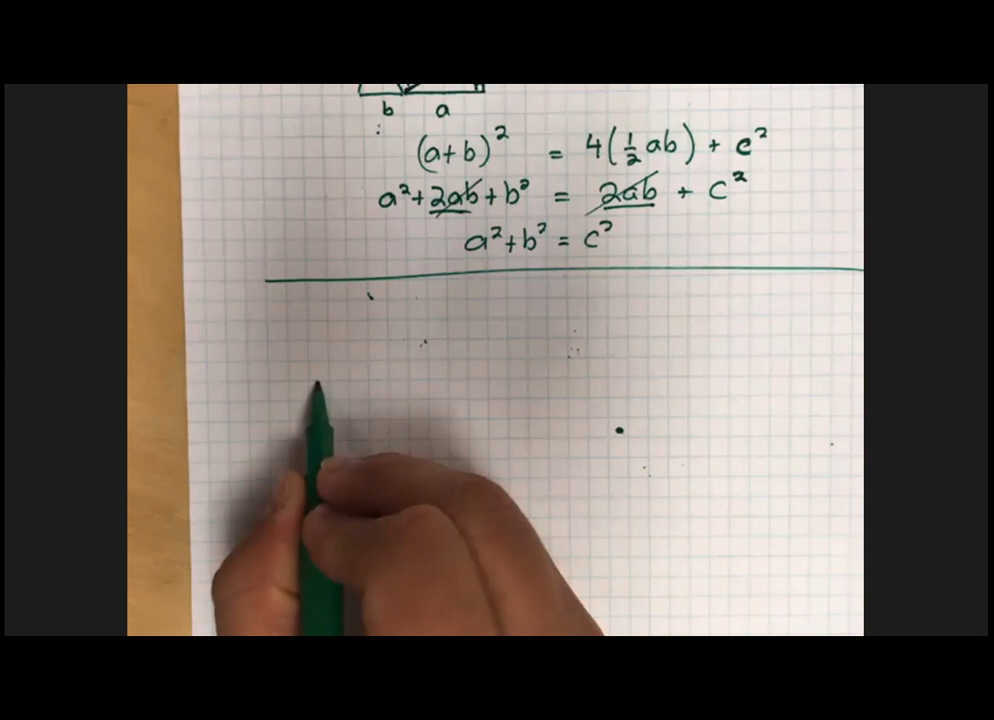 b a
(a+b)² = 4(½ab) + c²
a²+2ab+b² = 2ab + c²
a²+b² = c²